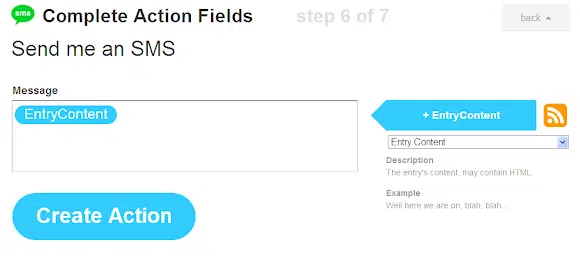 sms
Complete Action Fields
step 6 of 7
back
Send me an SMS
Message
EntryContent
+ EntryContent
Entry Content
Description
The entry's content, may contain HTML.
Example
Well here we are on, blah, blah...
Create Action